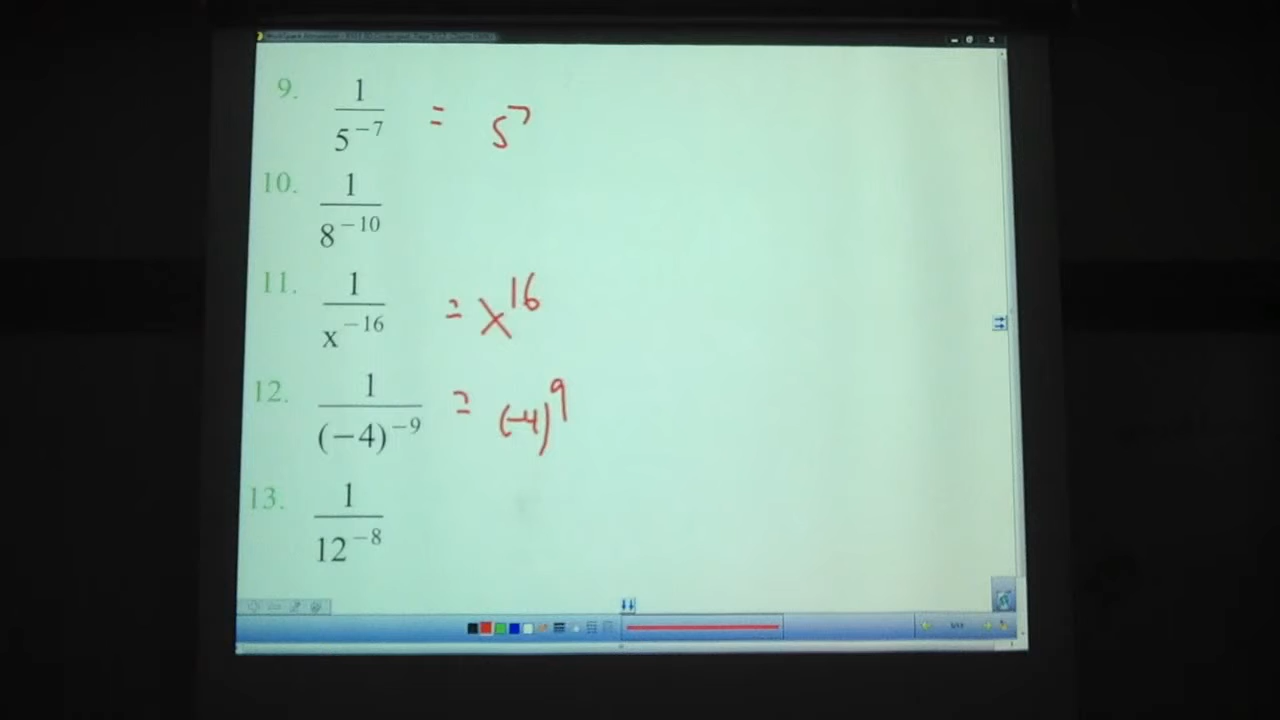 9. 1/5^−7 = 5^7
10. 1/8^−10
11. 1/x^−16 = x^16
12. 1/(−4)^−9 = (−4)^9
13. 1/12^−8